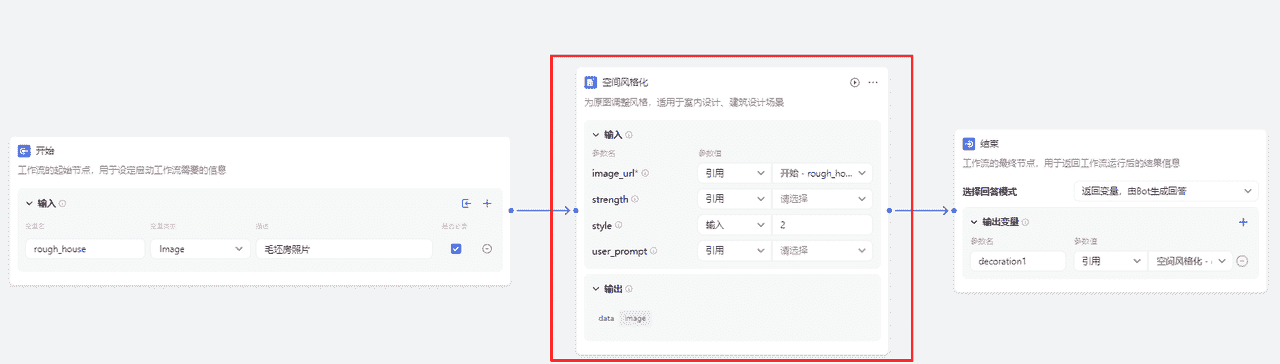 开始
工作流的起始节点，用于设定启动工作流需要的信息
输入
变量名 变量类型 描述 是否必要
rough_house Image 毛坯房照片
空间风格化
为原图调整风格，适用于室内设计、建筑设计场景
输入
参数名 参数值
image_url* 引用 开始 - rough_ho...
strength 引用 请选择
style 输入 2
user_prompt 引用 请选择
输出
data image
结束
工作流的最终节点，用于返回工作流运行后的结果信息
选择回答模式 返回变量，由Bot生成回答
输出变量
参数名 参数值
decoration1 引用 空间风格化 -